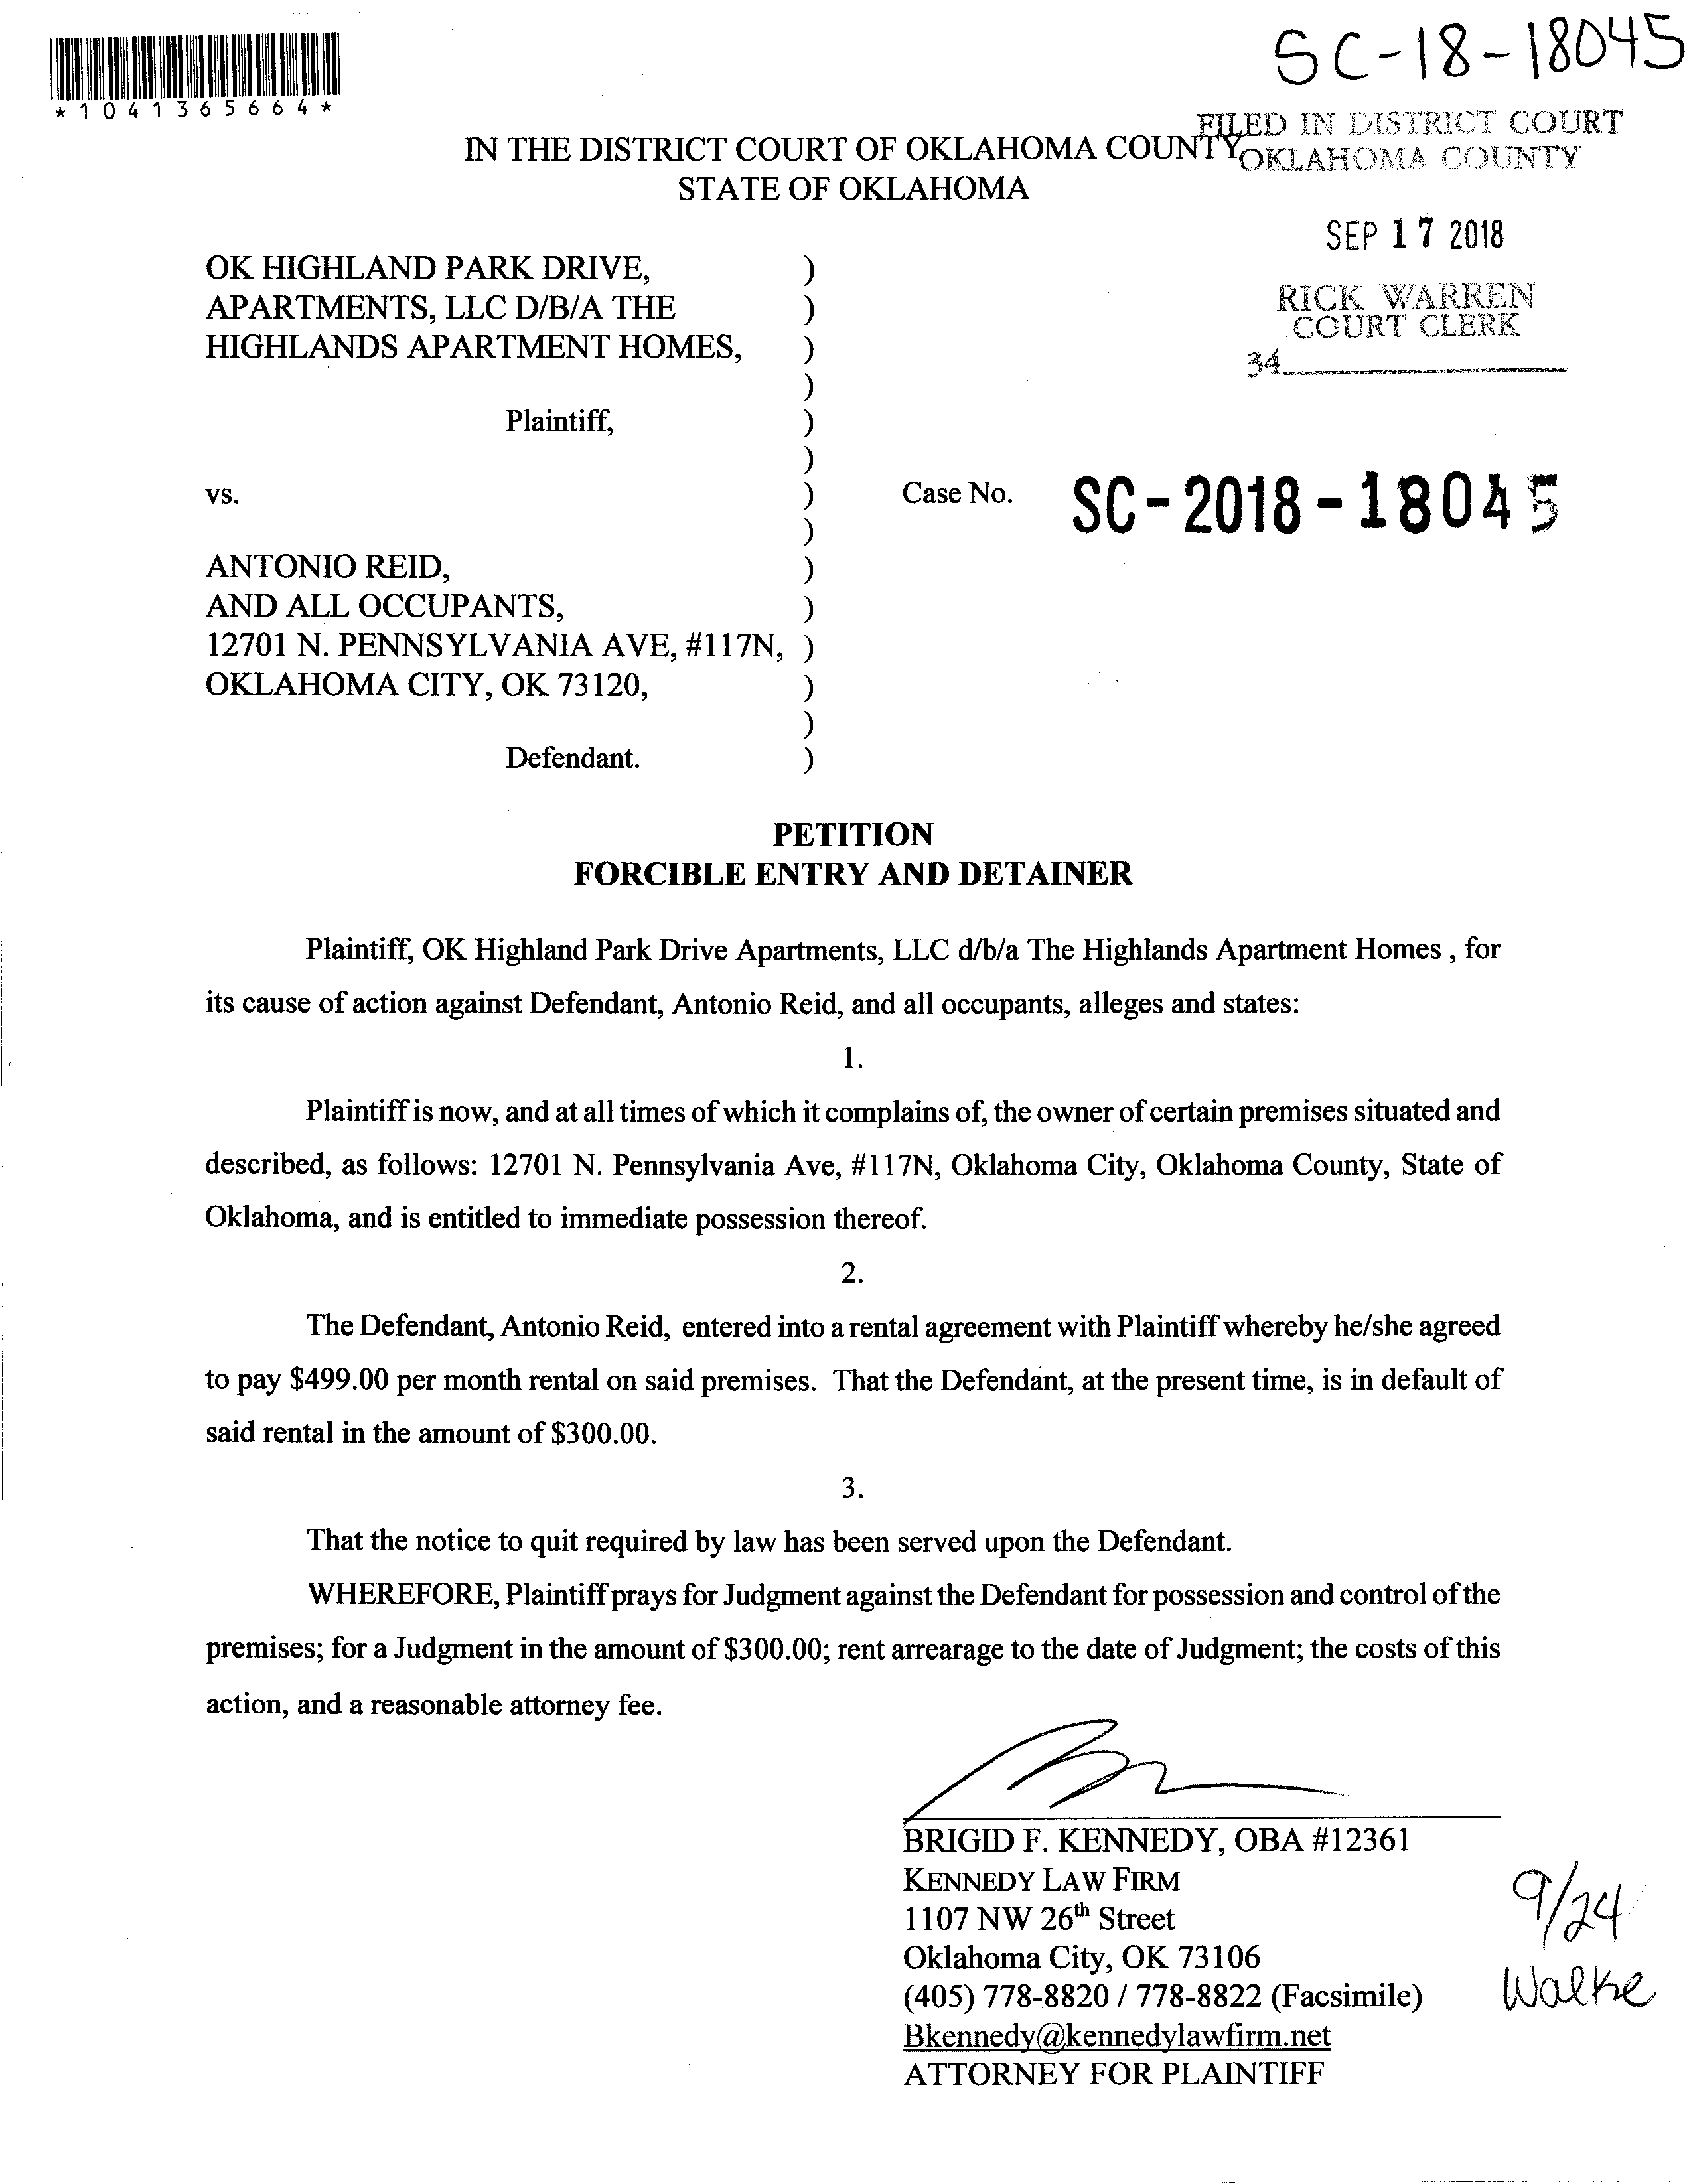 SC-18-18045
*1041365664*
FILED IN DISTRICT COURT
OKLAHOMA COUNTY
IN THE DISTRICT COURT OF OKLAHOMA COUNTY
STATE OF OKLAHOMA
SEP 17 2018
RICK WARREN
COURT CLERK
34
OK HIGHLAND PARK DRIVE, )
APARTMENTS, LLC D/B/A THE )
HIGHLANDS APARTMENT HOMES, )
)
Plaintiff, )
)
vs. ) Case No. SC-2018-18045
)
ANTONIO REID, )
AND ALL OCCUPANTS, )
12701 N. PENNSYLVANIA AVE, #117N, )
OKLAHOMA CITY, OK 73120, )
)
Defendant. )
PETITION
FORCIBLE ENTRY AND DETAINER
Plaintiff, OK Highland Park Drive Apartments, LLC d/b/a The Highlands Apartment Homes , for
its cause of action against Defendant, Antonio Reid, and all occupants, alleges and states:
1.
Plaintiff is now, and at all times of which it complains of, the owner of certain premises situated and
described, as follows: 12701 N. Pennsylvania Ave, #117N, Oklahoma City, Oklahoma County, State of
Oklahoma, and is entitled to immediate possession thereof.
2.
The Defendant, Antonio Reid, entered into a rental agreement with Plaintiff whereby he/she agreed
to pay $499.00 per month rental on said premises. That the Defendant, at the present time, is in default of
said rental in the amount of $300.00.
3.
That the notice to quit required by law has been served upon the Defendant.
WHEREFORE, Plaintiff prays for Judgment against the Defendant for possession and control of the
premises; for a Judgment in the amount of $300.00; rent arrearage to the date of Judgment; the costs of this
action, and a reasonable attorney fee.
BRIGID F. KENNEDY, OBA #12361
KENNEDY LAW FIRM
1107 NW 26th Street
Oklahoma City, OK 73106
(405) 778-8820 / 778-8822 (Facsimile)
Bkennedy@kennedylawfirm.net
ATTORNEY FOR PLAINTIFF
9/24
Walke